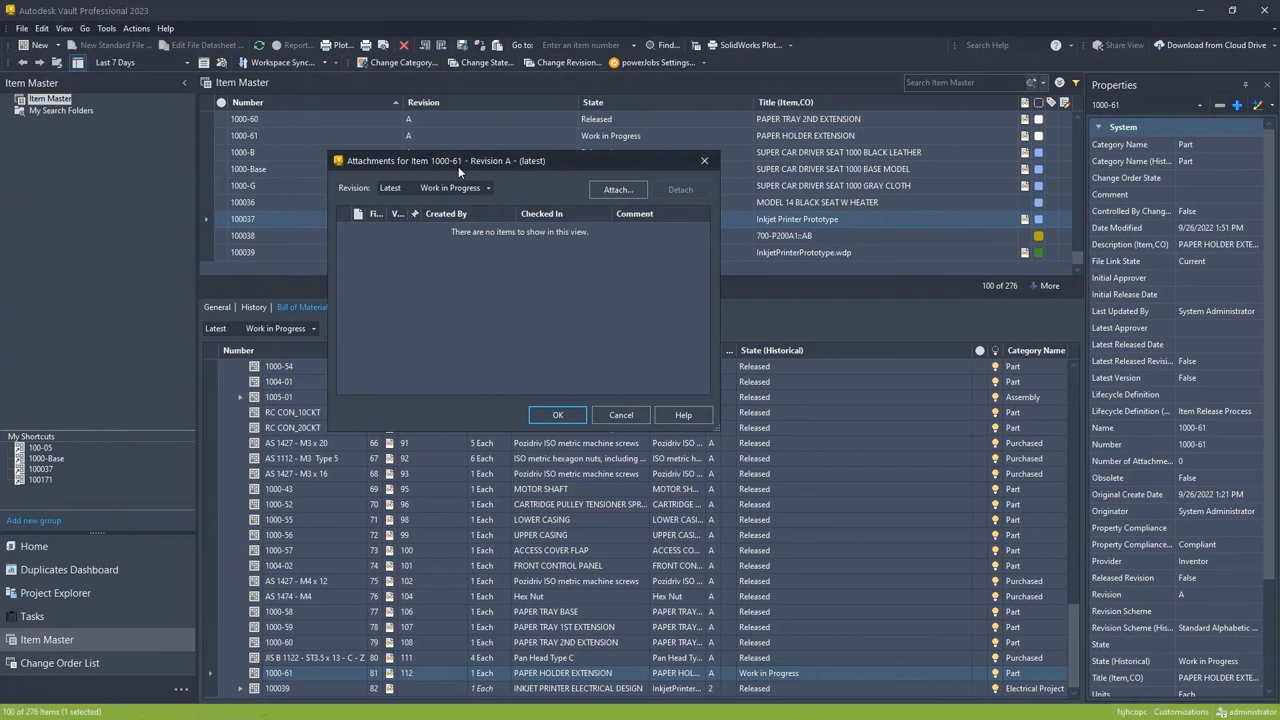 Autodesk Vault Professional 2023
File Edit View Go Tools Actions Help
New New Standard File ... Edit File Datasheet... Report... Plot... Go to: Enter an item number Find... SolidWorks Plot... Search Help Share View Download from Cloud Drive
Last 7 Days Workspace Sync... Change Category... Change State... Change Revision... powerJobs Settings...
Item Master
Item Master
My Search Folders
My Shortcuts
100-05
1000-Base
100037
100171
Add new group
Home
Duplicates Dashboard
Project Explorer
Tasks
Item Master
Change Order List
Item Master Search Item Master
Number Revision State Title (Item,CO)
1000-60 A Released PAPER TRAY 2ND EXTENSION
1000-61 A Work in Progress PAPER HOLDER EXTENSION
1000-B SUPER CAR DRIVER SEAT 1000 BLACK LEATHER
1000-Base SUPER CAR DRIVER SEAT 1000 BASE MODEL
1000-G SUPER CAR DRIVER SEAT 1000 GRAY CLOTH
100036 MODEL 14 BLACK SEAT W HEATER
100037 Inkjet Printer Prototype
100038 700-P200A1::AB
100039 InkjetPrinterPrototype.wdp
100 of 276 More
Attachments for Item 1000-61 - Revision A - (latest)
Revision: Latest Work in Progress Attach... Detach
Fi... V... Created By Checked In Comment
There are no items to show in this view.
OK Cancel Help
General History Bill of Material
Latest Work in Progress
Number ... State (Historical) Category Name
1000-54 Released Part
1004-01 Released Part
1005-01 Released Assembly
RC CON_10CKT Released Part
RC CON_20CKT Released Part
AS 1427 - M3 x 20 66 91 5 Each Pozidriv ISO metric machine screws Pozidriv ISO ... A Released Purchased
AS 1112 - M3 Type 5 67 92 6 Each ISO metric hexagon nuts, including ... ISO metric h... A Released Purchased
AS 1427 - M3 x 16 68 93 5 Each Pozidriv ISO metric machine screws Pozidriv ISO ... A Released Purchased
1000-43 69 95 1 Each MOTOR SHAFT MOTOR SH... A Released Part
1000-52 70 96 1 Each CARTRIDGE PULLEY TENSIONER SPR... CARTRIDGE ... A Released Part
1000-55 71 98 1 Each LOWER CASING LOWER CAS... A Released Part
1000-56 72 99 1 Each UPPER CASING UPPER CASI... A Released Part
1000-57 73 100 1 Each ACCESS COVER FLAP ACCESS COV... A Released Part
1004-02 74 101 1 Each FRONT CONTROL PANEL FRONT CON... A Released Part
AS 1427 - M4 x 12 75 102 1 Each Pozidriv ISO metric machine screws Pozidriv ISO ... A Released Purchased
AS 1474 - M4 76 104 1 Each Hex Nut Hex Nut A Released Purchased
1000-58 77 106 1 Each PAPER TRAY BASE PAPER TRAY... A Released Part
1000-59 78 107 1 Each PAPER TRAY 1ST EXTENSION PAPER TRAY... A Released Part
1000-60 79 108 1 Each PAPER TRAY 2ND EXTENSION PAPER TRAY... A Released Part
JIS B 1122 - ST3.5 x 13 - C - Z 80 111 4 Each Pan Head Type C Pan Head Ty... A Released Purchased
1000-61 81 112 1 Each PAPER HOLDER EXTENSION PAPER HOL... A Work in Progress Part
100039 82 1 Each INKJET PRINTER ELECTRICAL DESIGN InkjetPrinter... 2 Released Electrical Project
Properties
1000-61
System
Category Name Part
Category Name (Hist... Part
Change Order State
Comment
Controlled By Chang... False
Date Modified 9/26/2022 1:51 PM
Description (Item,CO) PAPER HOLDER EXTE...
File Link State Current
Initial Approver
Initial Release Date
Last Updated By System Administrator
Latest Approver
Latest Released Date
Latest Released Revisi... False
Latest Version False
Lifecycle Definition
Lifecycle Definition (... Item Release Process
Name 1000-61
Number 1000-61
Number of Attachme... 0
Obsolete False
Original Create Date 9/26/2022 1:21 PM
Originator System Administrator
Property Compliance
Property Compliance... Compliant
Provider Inventor
Released Revision False
Revision A
Revision Scheme
Revision Scheme (His... Standard Alphabetic ...
State
State (Historical) Work in Progress
Title (Item,CO) PAPER HOLDER EXTE...
Units Each
100 of 276 Items (1 selected) fsjhcopc Customizations administrator